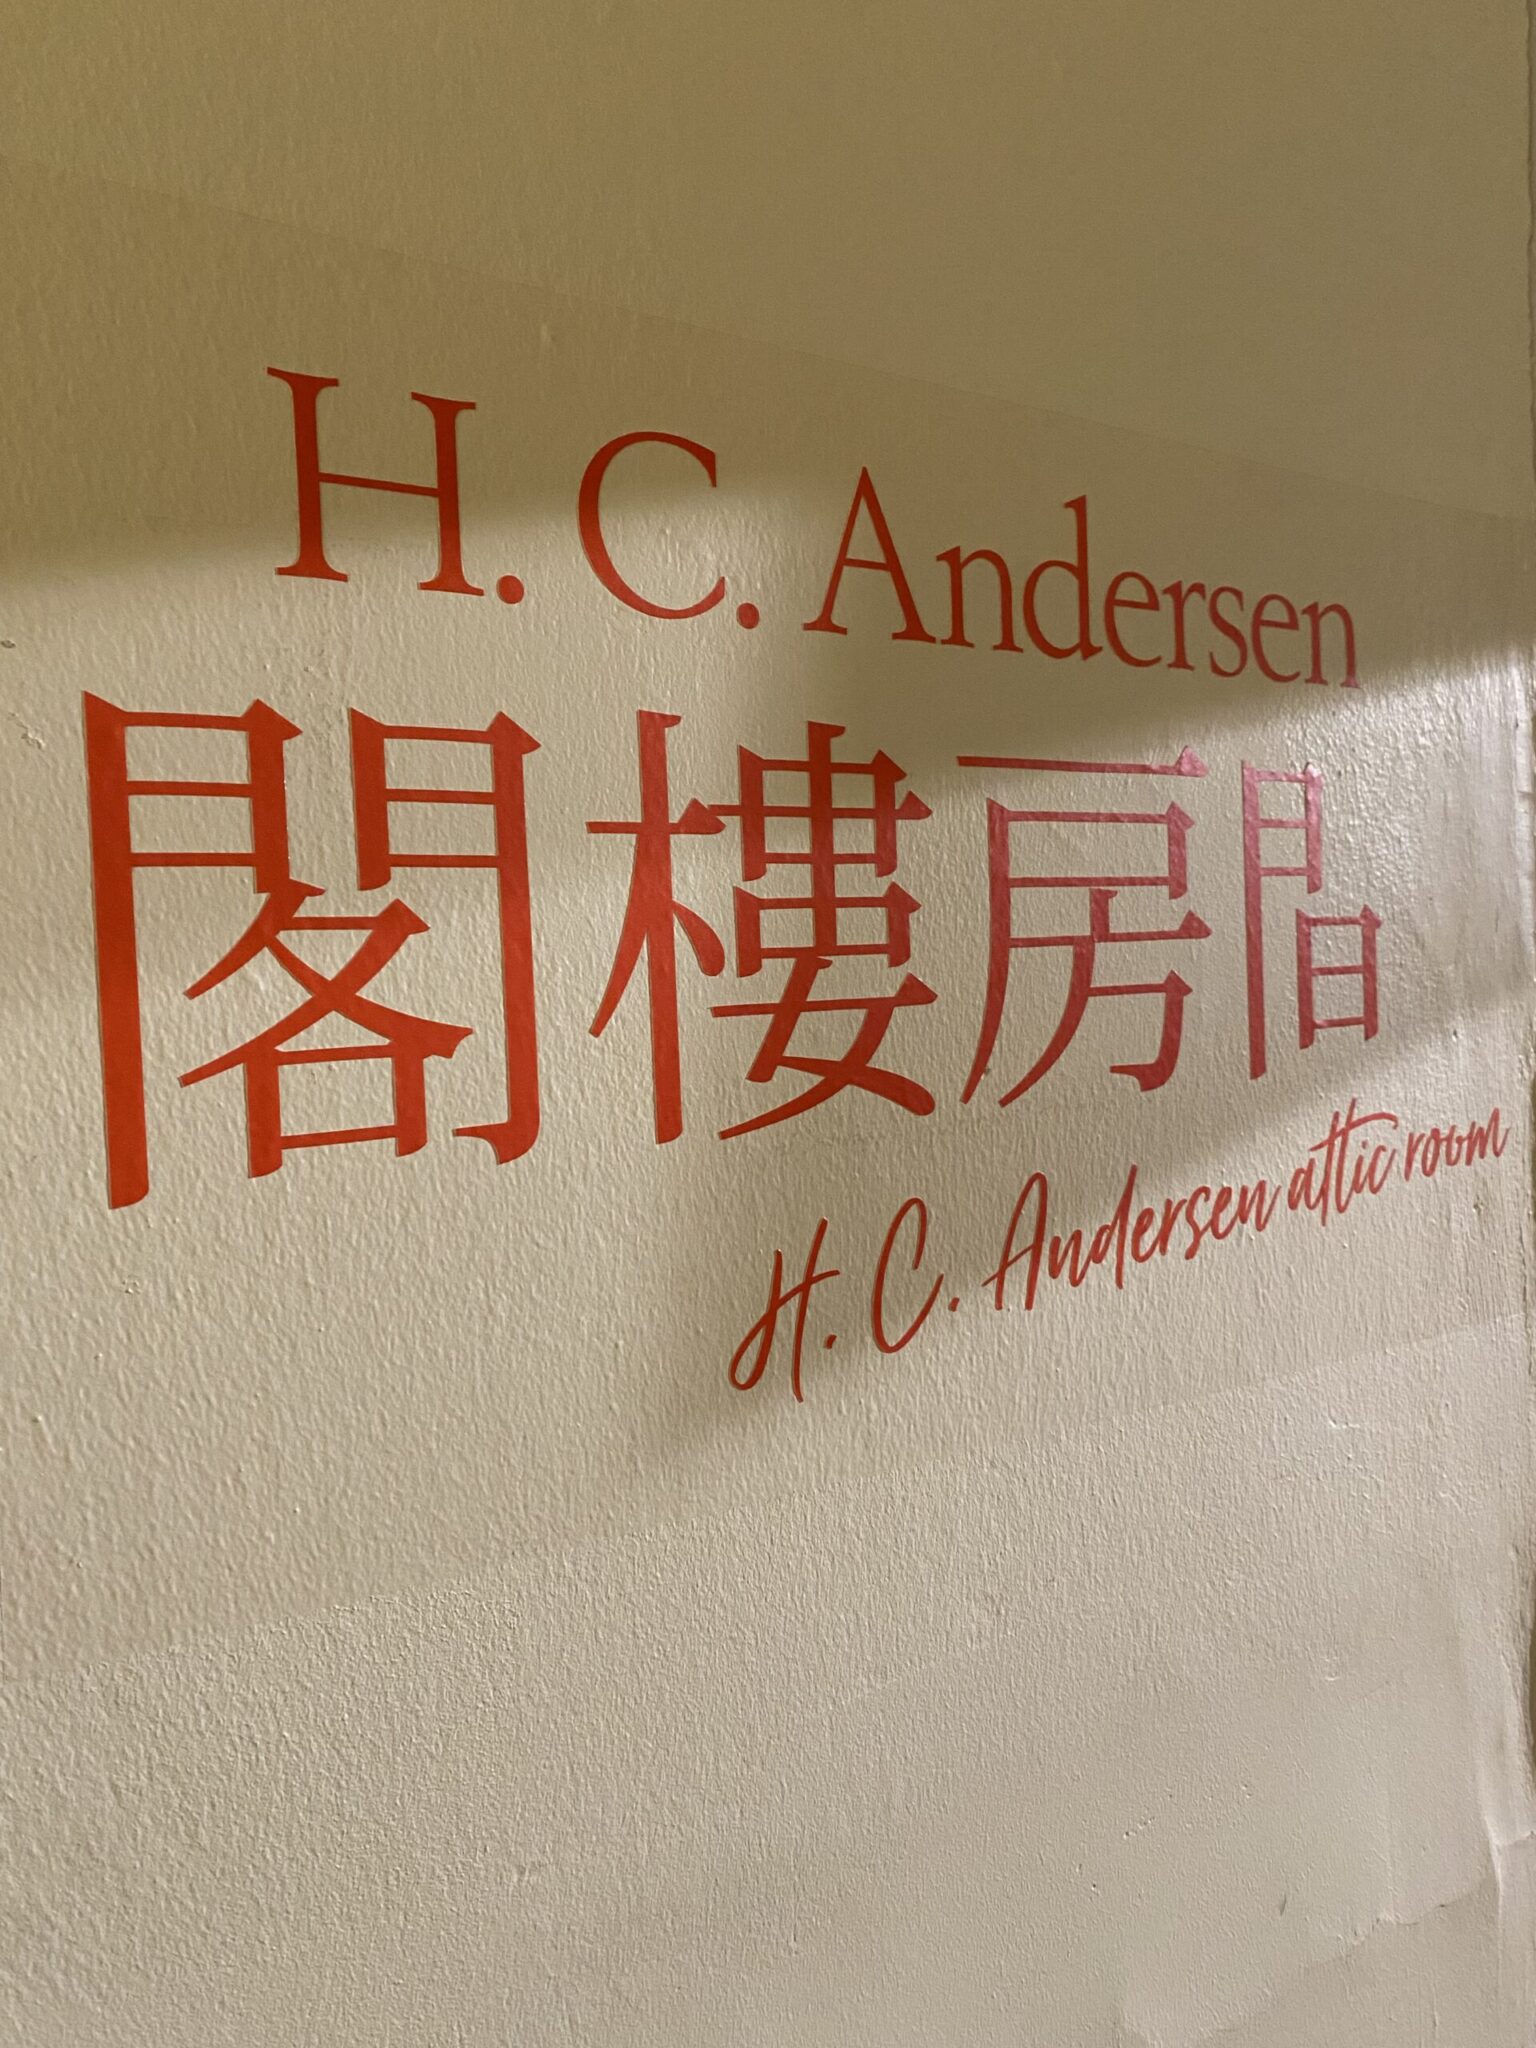 H. C. Andersen
閣樓房間
H. C. Andersen attic room